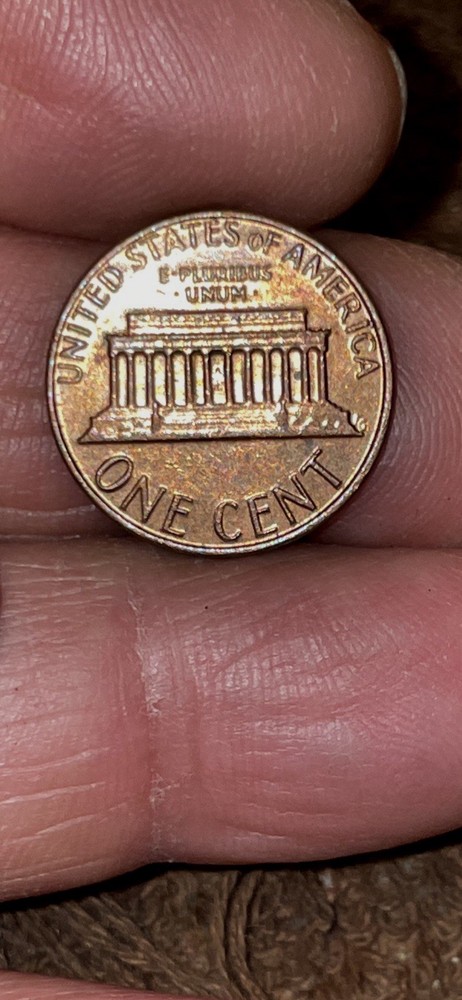 UNITED STATES OF AMERICA
E·PLURIBUS
·UNUM·
ONE CENT